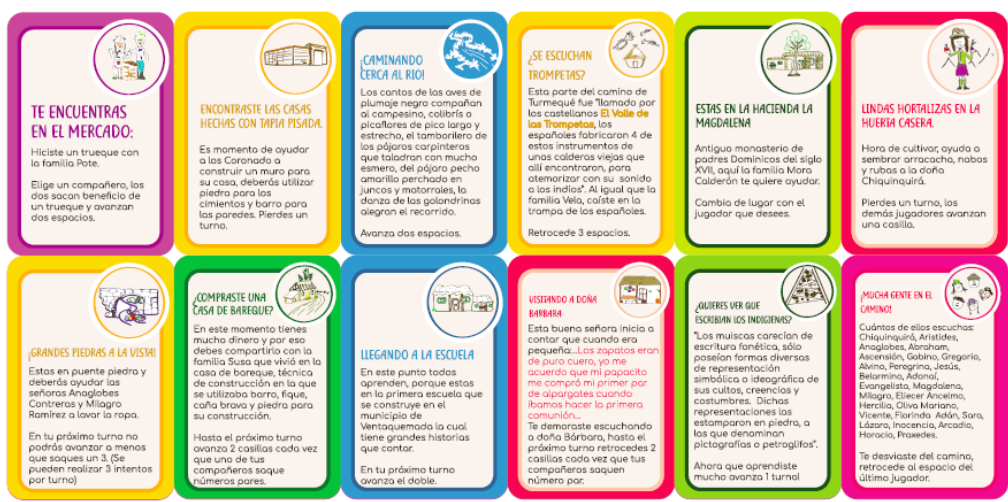 TE ENCUENTRAS
EN EL MERCADO:
Hiciste un trueque con
la familia Pote.
Elige un compañero, los
dos sacan beneficio de
un trueque y avanzan
dos espacios.
ENCONTRASTE LAS CASAS
HECHAS CON TAPIA PISADA.
Es momento de ayudar
a los Coronado a
construir un muro para
su casa, deberás utilizar
piedra para los
cimientos y barro para
las paredes. Pierdes un
turno.
¡CAMINANDO
CERCA AL RIO!
Los cantos de las aves de
plumaje negro compañan
al campesino, colibrís o
picaflores de pico largo y
estrecho, el tamborileo de
los pájaros carpinteros
que taladran con mucho
esmero, del pájaro pecho
amarillo perchado en
juncos y matorrales, la
danza de las golondrinas
alegran el recorrido.
Avanza dos espacios.
¿SE ESCUCHAN
TROMPETAS?
Esta parte del camino de
Turmequé fue "llamado por
los castellanos El Valle de
las Trompetas, los
españoles fabricaron 4 de
estos instrumentos de
unas calderas viejas que
allí encontraron, para
atemorizar con su sonido
a los indios". Al igual que la
familia Vela, caíste en la
trampa de los españoles.
Retrocede 3 espacios.
ESTAS EN LA HACIENDA LA
MAGDALENA
Antiguo monasterio de
padres Dominicos del siglo
XVII, aquí la familia Mora
Calderón te quiere ayudar.
Cambia de lugar con el
jugador que desees.
LINDAS HORTALIZAS EN LA
HUERTA CASERA.
Hora de cultivar, ayuda a
sembrar arracacha, nabos
y rubas a la doña
Chiquinquirá.
Pierdes un turno, los
demás jugadores avanzan
una casilla.
¡GRANDES PIEDRAS A LA VISTA!
Estas en puente piedra y
deberás ayudar las
señoras Anaglobes
Contreras y Milagro
Ramírez a lavar la ropa.
En tu próximo turno no
podrás avanzar a menos
que saques un 3. (Se
pueden realizar 3 intentos
por turno)
¿COMPRASTE UNA
CASA DE BAREQUE?
En este momento tienes
mucho dinero y por eso
debes compartirlo con la
familia Susa que vivió en la
casa de bareque, técnica
de construcción en la que
se utilizaba barro, fique,
caña brava y piedra para
su construcción.
Hasta el próximo turno
avanza 2 casillas cada vez
que uno de tus
compañeros saque
números pares.
LLEGANDO A LA ESCUELA
En este punto todos
aprenden, porque estas
en la primera escuela que
se construye en el
municipio de
Ventaquemada la cual
tiene grandes historias
que contar.
En tu próximo turno
avanza el doble.
VISITANDO A DOÑA
BARBARA
Esta buena señora inicia a
contar que cuando era
pequeña:..Los zapatos eran
de puro cuero, yo me
acuerdo que mi papacito
me compró mi primer par
de alpargates cuando
íbamos hacer la primera
comunión...
Te demoraste escuchando
a doña Bárbara, hasta el
próximo turno retrocedes 2
casillas cada vez que tus
compañeros saquen
número par.
¿QUIERES VER QUE
ESCRIBIAN LOS INDIGENAS?
"Los muiscas carecían de
escritura fonética, sólo
poseían formas diversas
de representación
simbólica o ideográfica de
sus cultos, creencias y
costumbres. Dichas
representaciones las
estamparon en piedra, a
las que denominan
pictografías o petroglifos".
Ahora que aprendiste
mucho avanza 1 turnal
¡MUCHA GENTE EN EL
CAMINO!
Cuántos de ellos escuchas:
Chiquinquirá, Aristides,
Anaglobes, Abraham,
Ascensión, Gabino, Gregorio,
Alvino, Peregrina, Jesús,
Belarmino, Adonaí,
Evangelista, Magdalena,
Milagro, Eliecer Ancelmo,
Hercilia, Oliva Mariano,
Vicente, Florinda Adán, Sara,
Lázaro, Inocencia, Arcadio,
Horacio, Praxedes.
Te desviaste del camino,
retrocede al espacio del
último jugador.